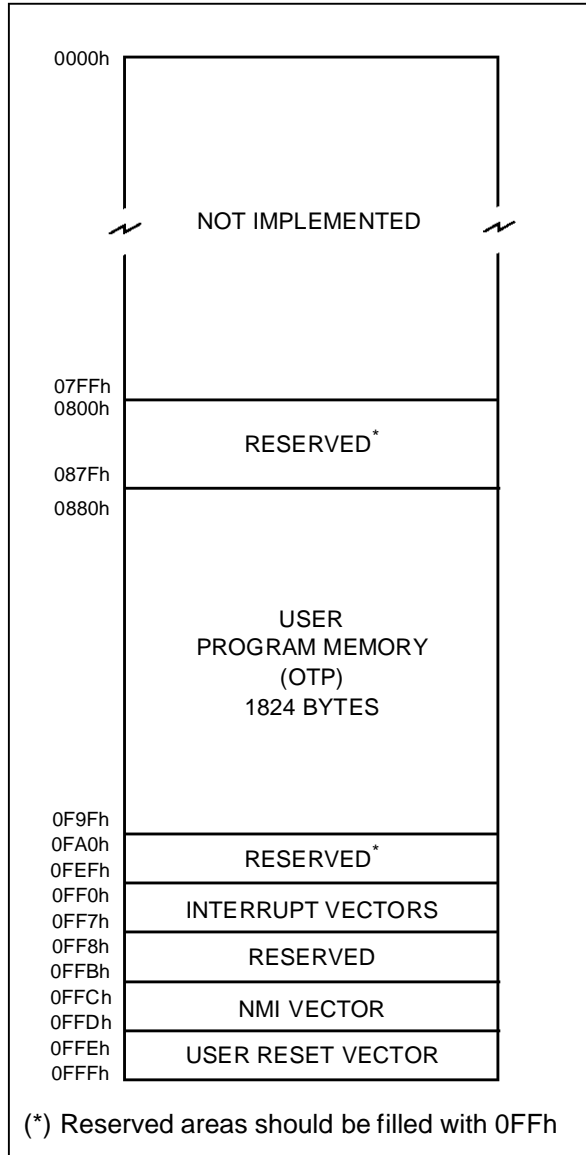 0000h
NOT IMPLEMENTED
07FFh
0800h
RESERVED*
087Fh
0880h
USER
PROGRAM MEMORY
(OTP)
1824 BYTES
0F9Fh
0FA0h
RESERVED*
0FEFh
0FF0h
INTERRUPT VECTORS
0FF7h
0FF8h
RESERVED
0FFBh
0FFCh
NMI VECTOR
0FFDh
0FFEh
USER RESET VECTOR
0FFFh
(*) Reserved areas should be filled with 0FFh